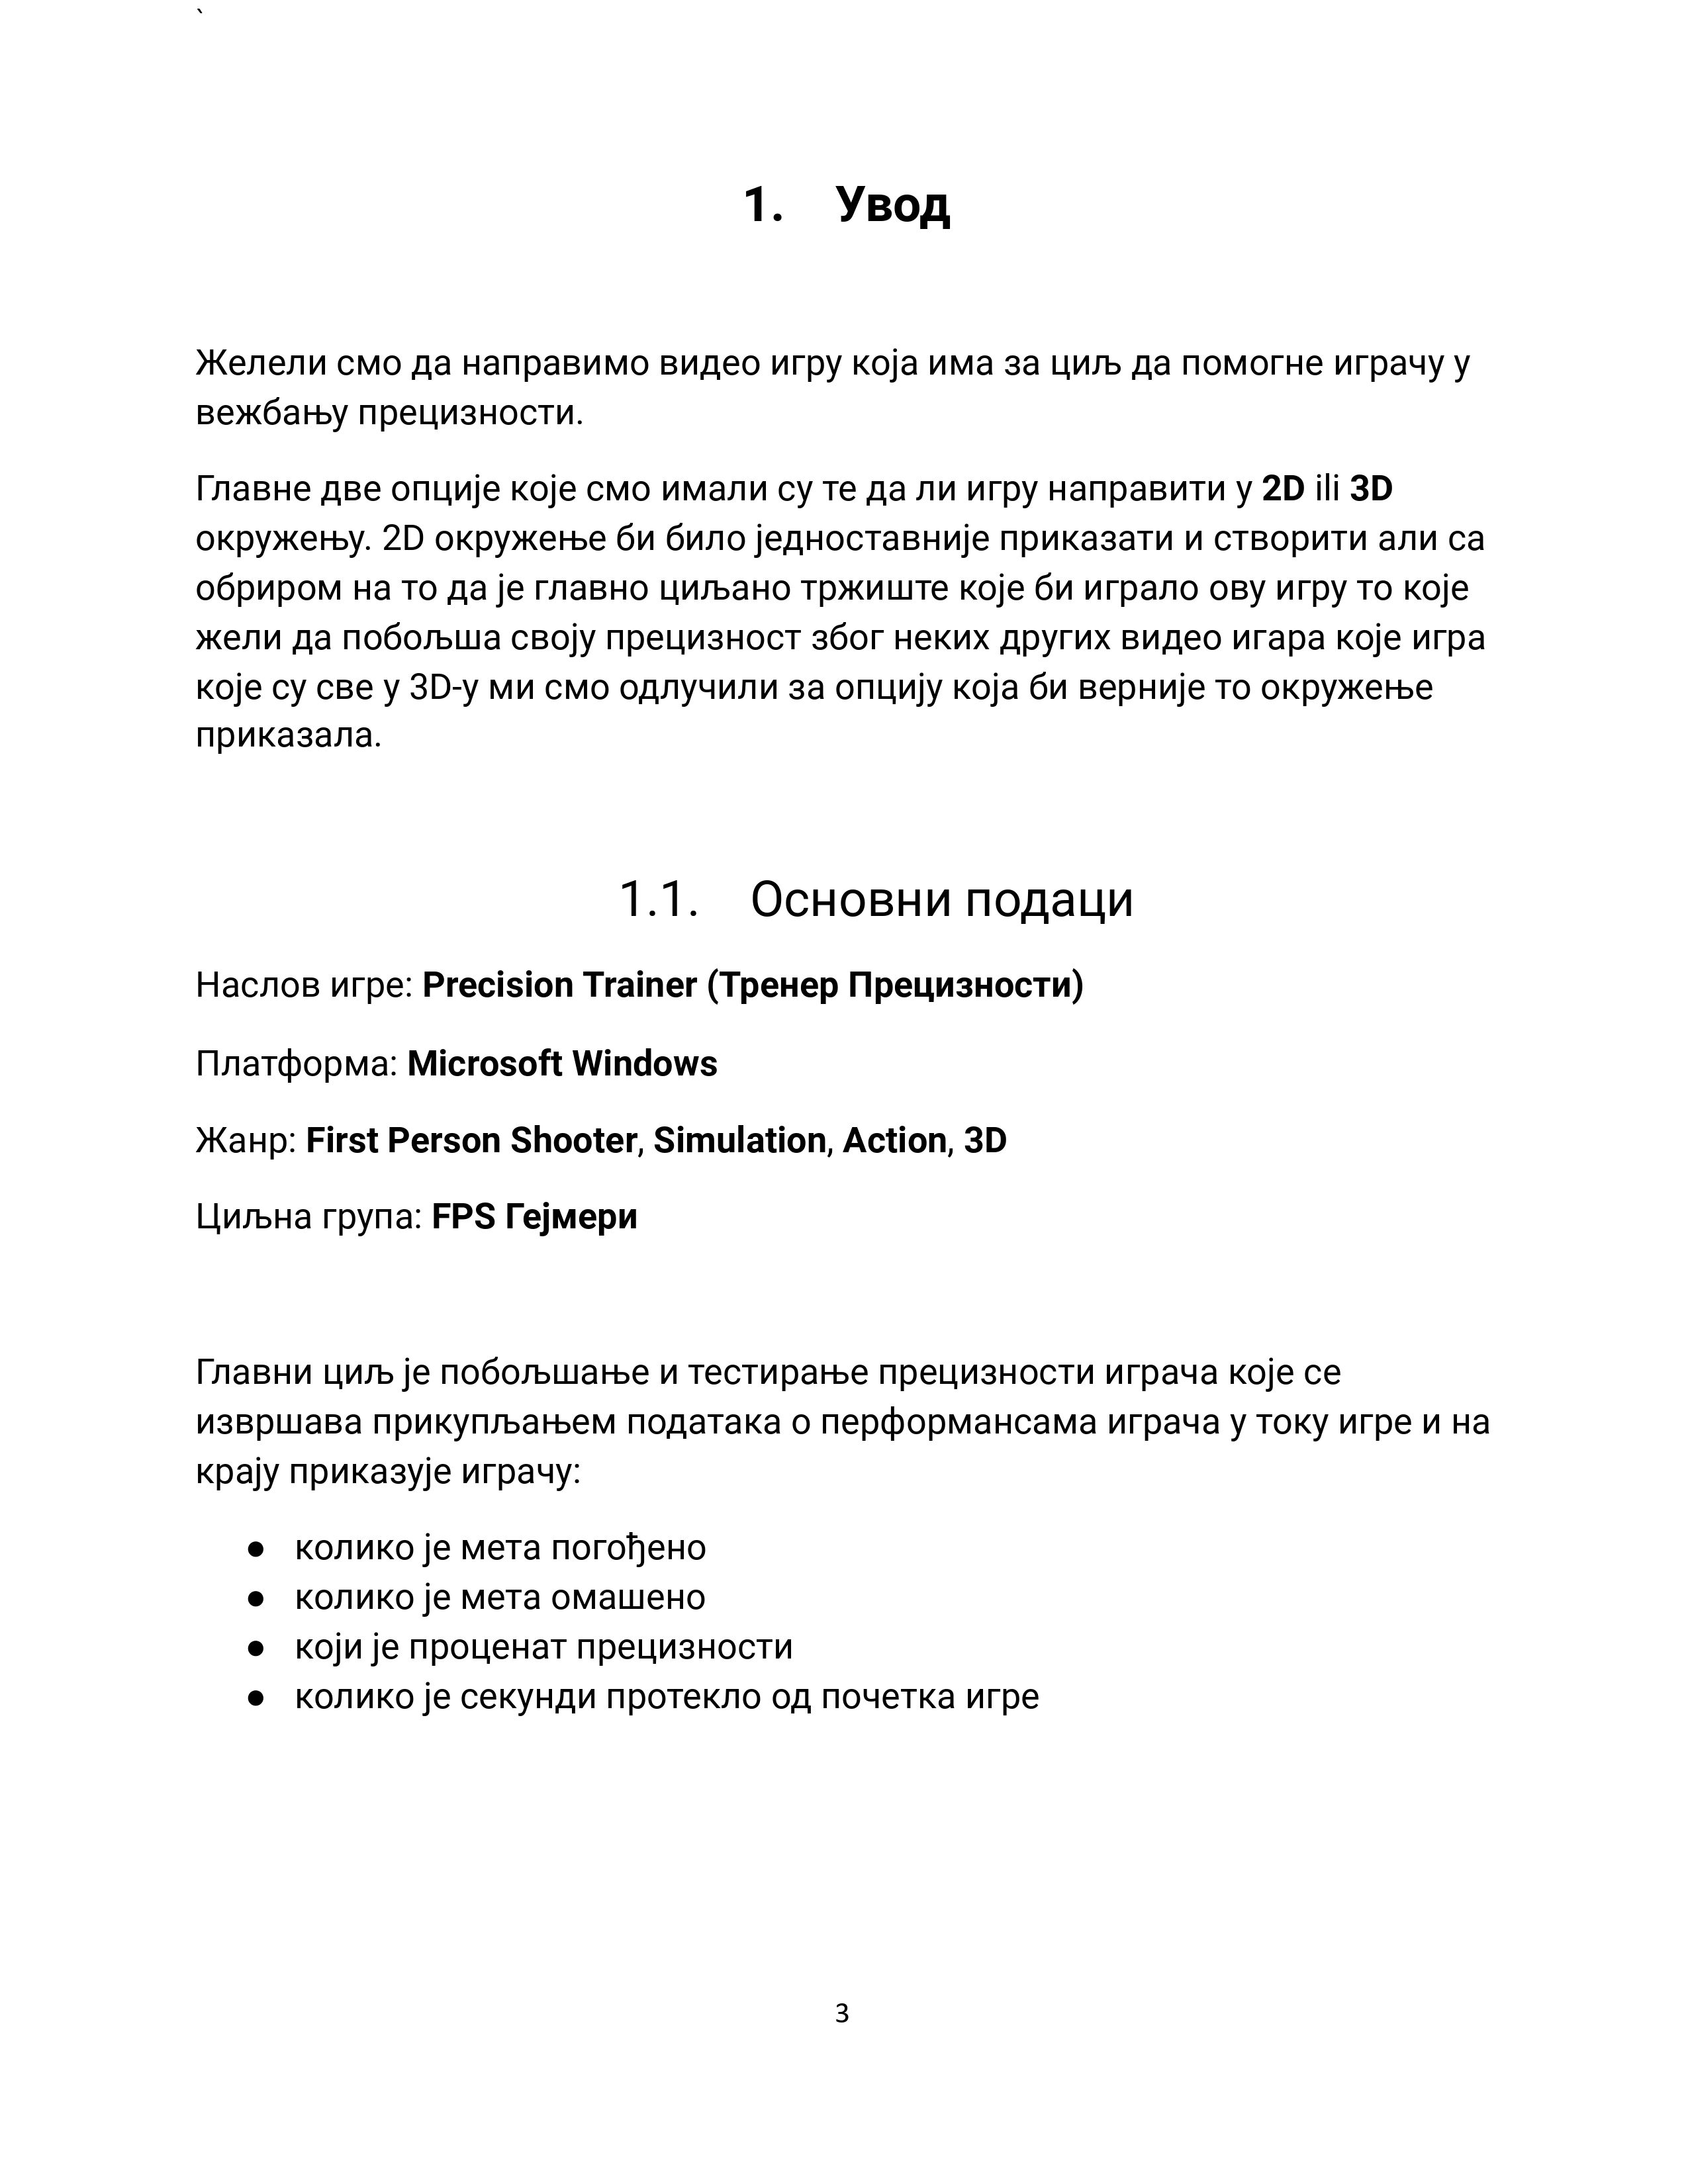 `
1. Увод
Желели смо да направимо видео игру која има за циљ да помогне играчу у
вежбању прецизности.
Главне две опције које смо имали су те да ли игру направити у 2D ili 3D
окружењу. 2D окружење би било једноставније приказати и створити али са
обриром на то да је главно циљано тржиште које би играло ову игру то које
жели да побољша своју прецизност због неких других видео игара које игра
које су све у 3D-у ми смо одлучили за опцију која би верније то окружење
приказала.
1.1. Основни подаци
Наслов игре: Precision Trainer (Тренер Прецизности)
Платформа: Microsoft Windows
Жанр: First Person Shooter, Simulation, Action, 3D
Циљна група: FPS Гејмери
Главни циљ је побољшање и тестирање прецизности играча које се
извршава прикупљањем података о перформансама играча у току игре и на
крају приказује играчу:
● колико је мета погођено
● колико је мета омашено
● који је проценат прецизности
● колико је секунди протекло од почетка игре
3